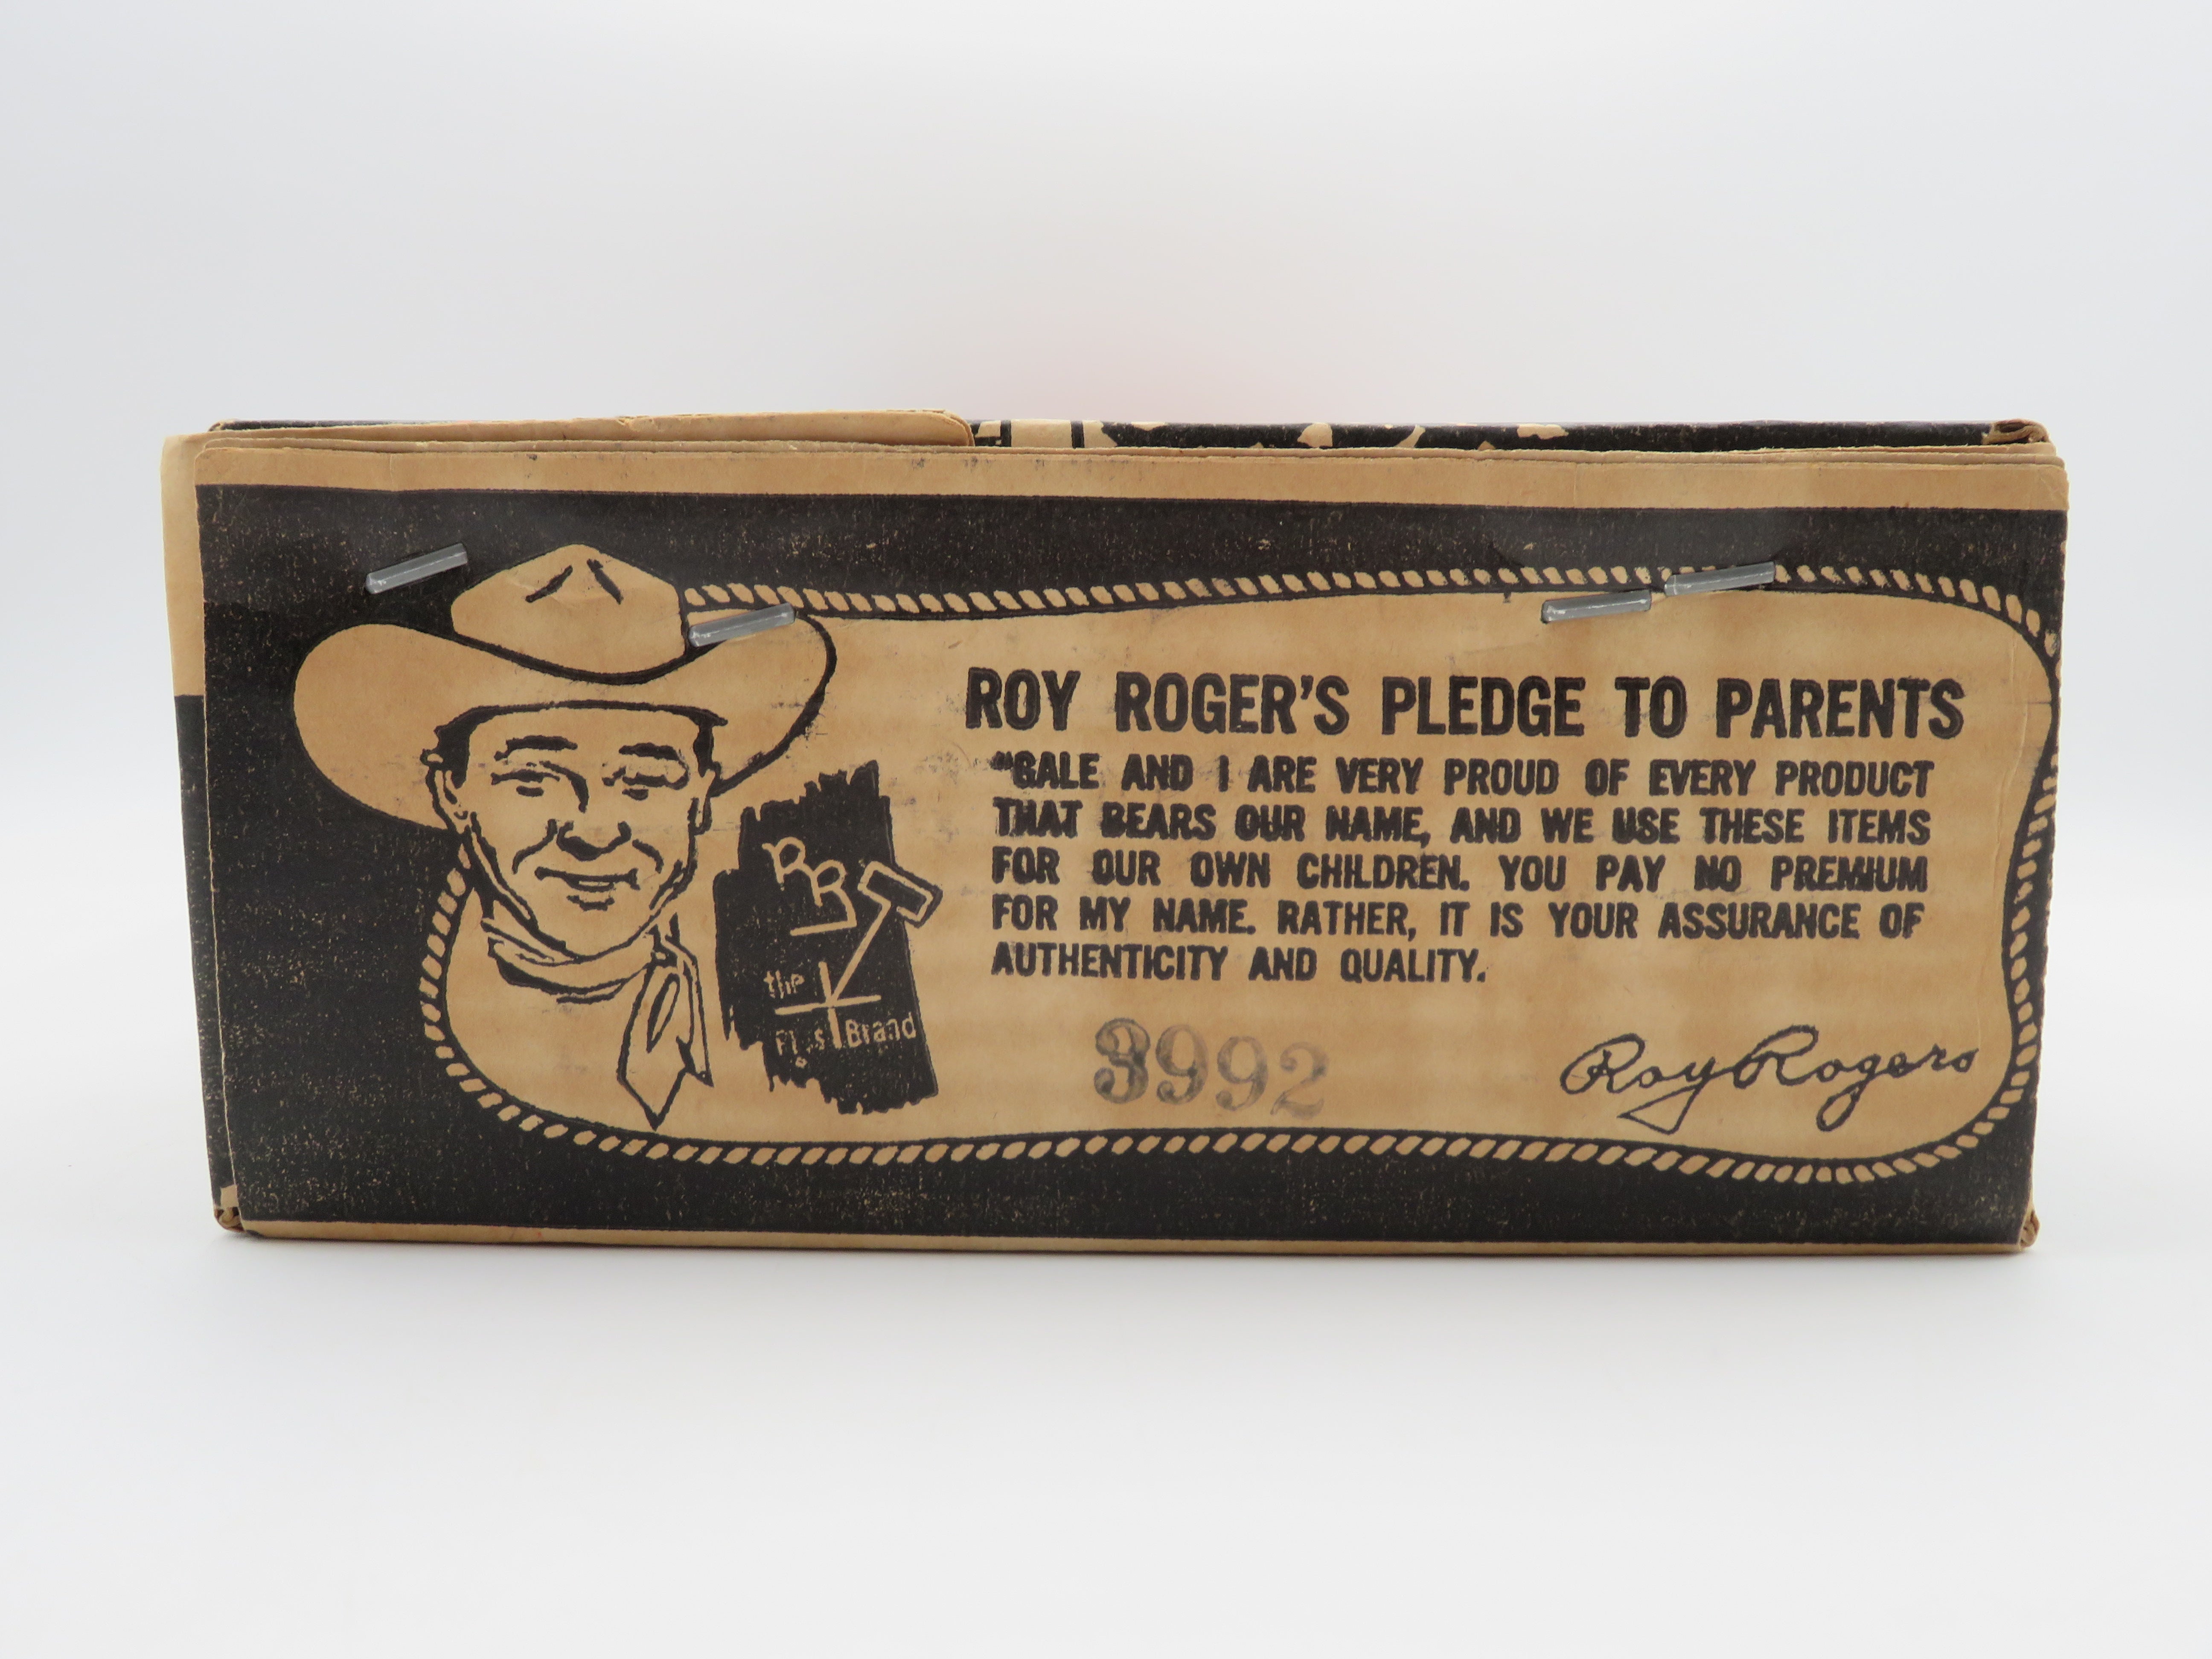 ROY ROGER'S PLEDGE TO PARENTS
"GALE AND I ARE VERY PROUD OF EVERY PRODUCT
THAT BEARS OUR NAME, AND WE USE THESE ITEMS
FOR OUR OWN CHILDREN. YOU PAY NO PREMIUM
FOR MY NAME. RATHER, IT IS YOUR ASSURANCE OF
AUTHENTICITY AND QUALITY.
RR
the
Plus Brand
3992
Roy Rogers